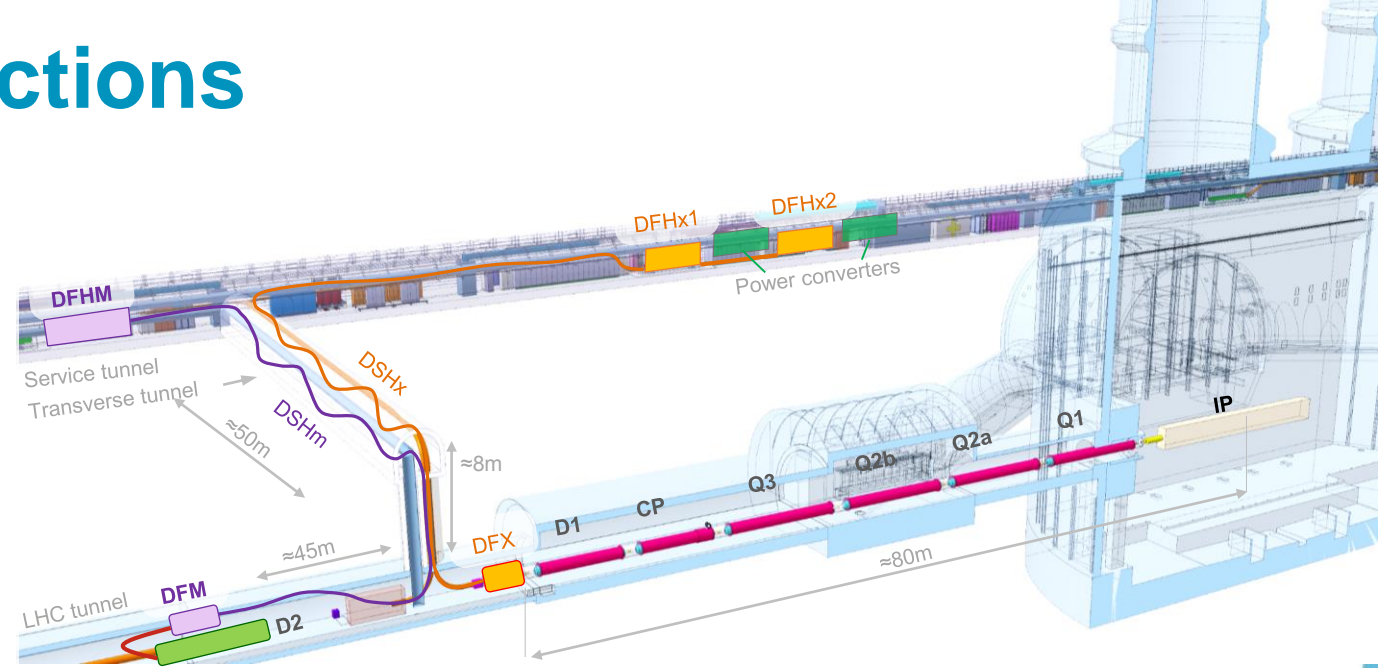 ctions
DFHx1
DFHx2
Power converters
DFHM
Service tunnel
Transverse tunnel
DSHx
DSHm
≈50m
≈8m
≈45m
DFX
D1
CP
Q3
Q2b
Q2a
Q1
IP
≈80m
LHC tunnel
DFM
D2